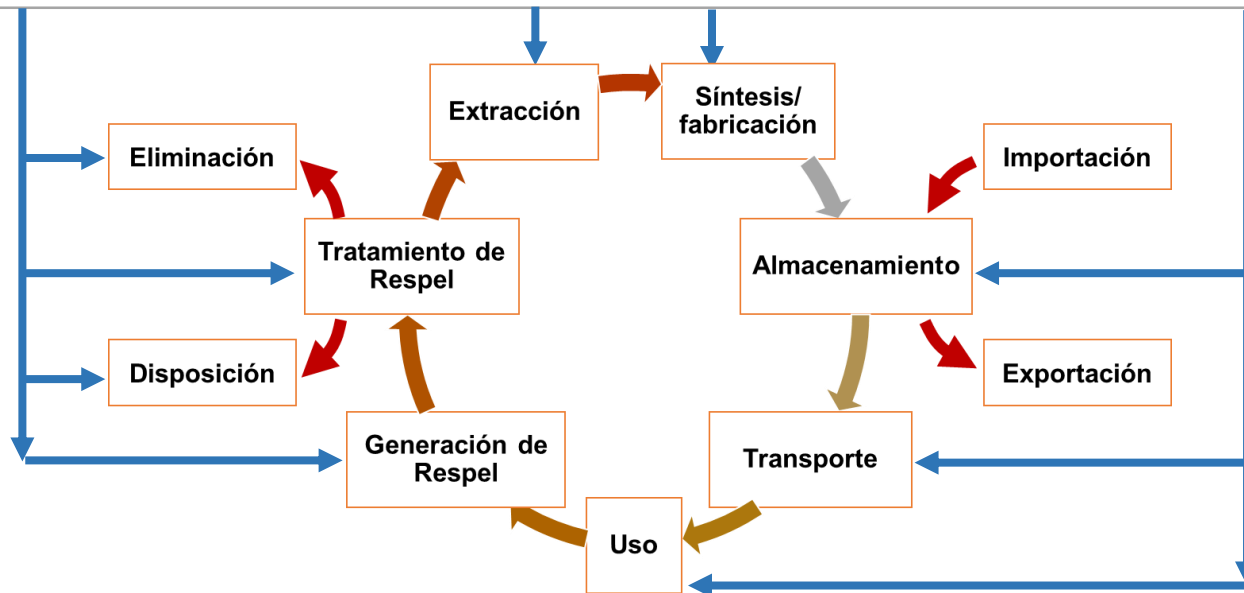 Extracción
Síntesis/
fabricación
Eliminación
Importación
Tratamiento de
Respel
Almacenamiento
Disposición
Exportación
Generación de
Respel
Transporte
Uso